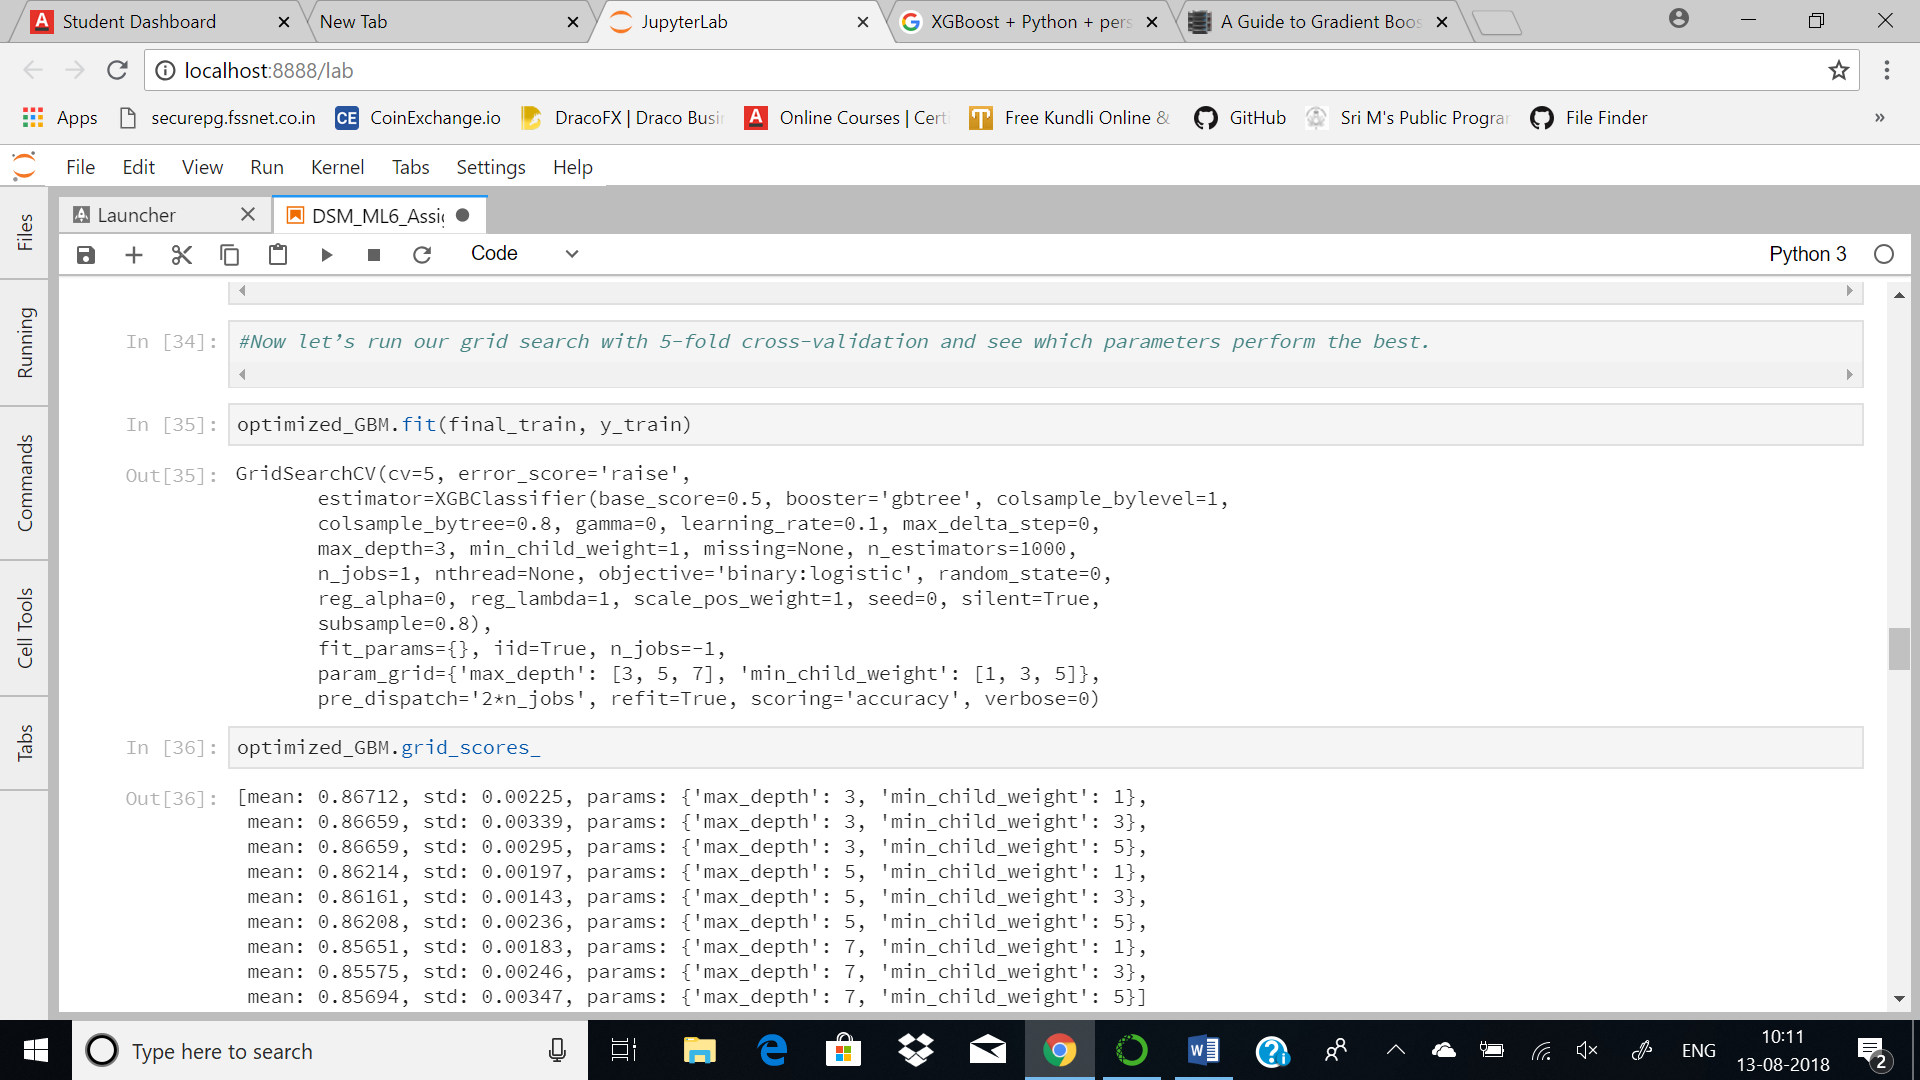 Student Dashboard
New Tab
JupyterLab
XGBoost + Python + pers
A Guide to Gradient Boos
localhost:8888/lab
Apps
securepg.fssnet.co.in
CE
CoinExchange.io
DracoFX | Draco Busi
Online Courses | Certi
Free Kundli Online &
GitHub
Sri M's Public Program
File Finder
»
File
Edit
View
Run
Kernel
Tabs
Settings
Help
Files
Running
Commands
Cell Tools
Tabs
Launcher
DSM_ML6_Assig
Code
Python 3
In [34]:
#Now let’s run our grid search with 5-fold cross-validation and see which parameters perform the best.
In [35]:
optimized_GBM.fit(final_train, y_train)
Out[35]:
GridSearchCV(cv=5, error_score='raise',
estimator=XGBClassifier(base_score=0.5, booster='gbtree', colsample_bylevel=1,
colsample_bytree=0.8, gamma=0, learning_rate=0.1, max_delta_step=0,
max_depth=3, min_child_weight=1, missing=None, n_estimators=1000,
n_jobs=1, nthread=None, objective='binary:logistic', random_state=0,
reg_alpha=0, reg_lambda=1, scale_pos_weight=1, seed=0, silent=True,
subsample=0.8),
fit_params={}, iid=True, n_jobs=-1,
param_grid={'max_depth': [3, 5, 7], 'min_child_weight': [1, 3, 5]},
pre_dispatch='2*n_jobs', refit=True, scoring='accuracy', verbose=0)
In [36]:
optimized_GBM.grid_scores_
Out[36]:
[mean: 0.86712, std: 0.00225, params: {'max_depth': 3, 'min_child_weight': 1},
mean: 0.86659, std: 0.00339, params: {'max_depth': 3, 'min_child_weight': 3},
mean: 0.86659, std: 0.00295, params: {'max_depth': 3, 'min_child_weight': 5},
mean: 0.86214, std: 0.00197, params: {'max_depth': 5, 'min_child_weight': 1},
mean: 0.86161, std: 0.00143, params: {'max_depth': 5, 'min_child_weight': 3},
mean: 0.86208, std: 0.00236, params: {'max_depth': 5, 'min_child_weight': 5},
mean: 0.85651, std: 0.00183, params: {'max_depth': 7, 'min_child_weight': 1},
mean: 0.85575, std: 0.00246, params: {'max_depth': 7, 'min_child_weight': 3},
mean: 0.85694, std: 0.00347, params: {'max_depth': 7, 'min_child_weight': 5}]
Type here to search
ENG
10:11
13-08-2018
2